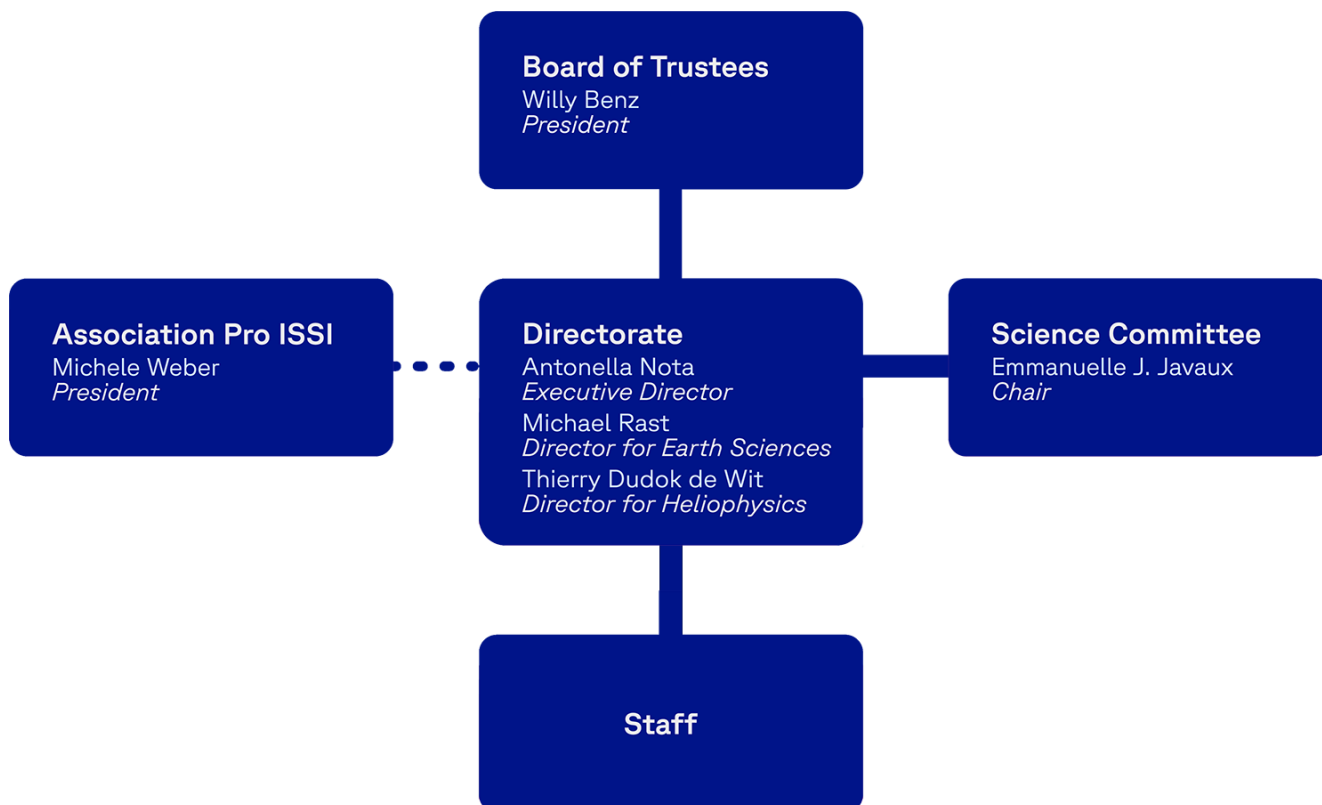 Board of Trustees
Willy Benz
President
Association Pro ISSI
Michele Weber
President
Directorate
Antonella Nota
Executive Director
Michael Rast
Director for Earth Sciences
Thierry Dudok de Wit
Director for Heliophysics
Science Committee
Emmanuelle J. Javaux
Chair
Staff